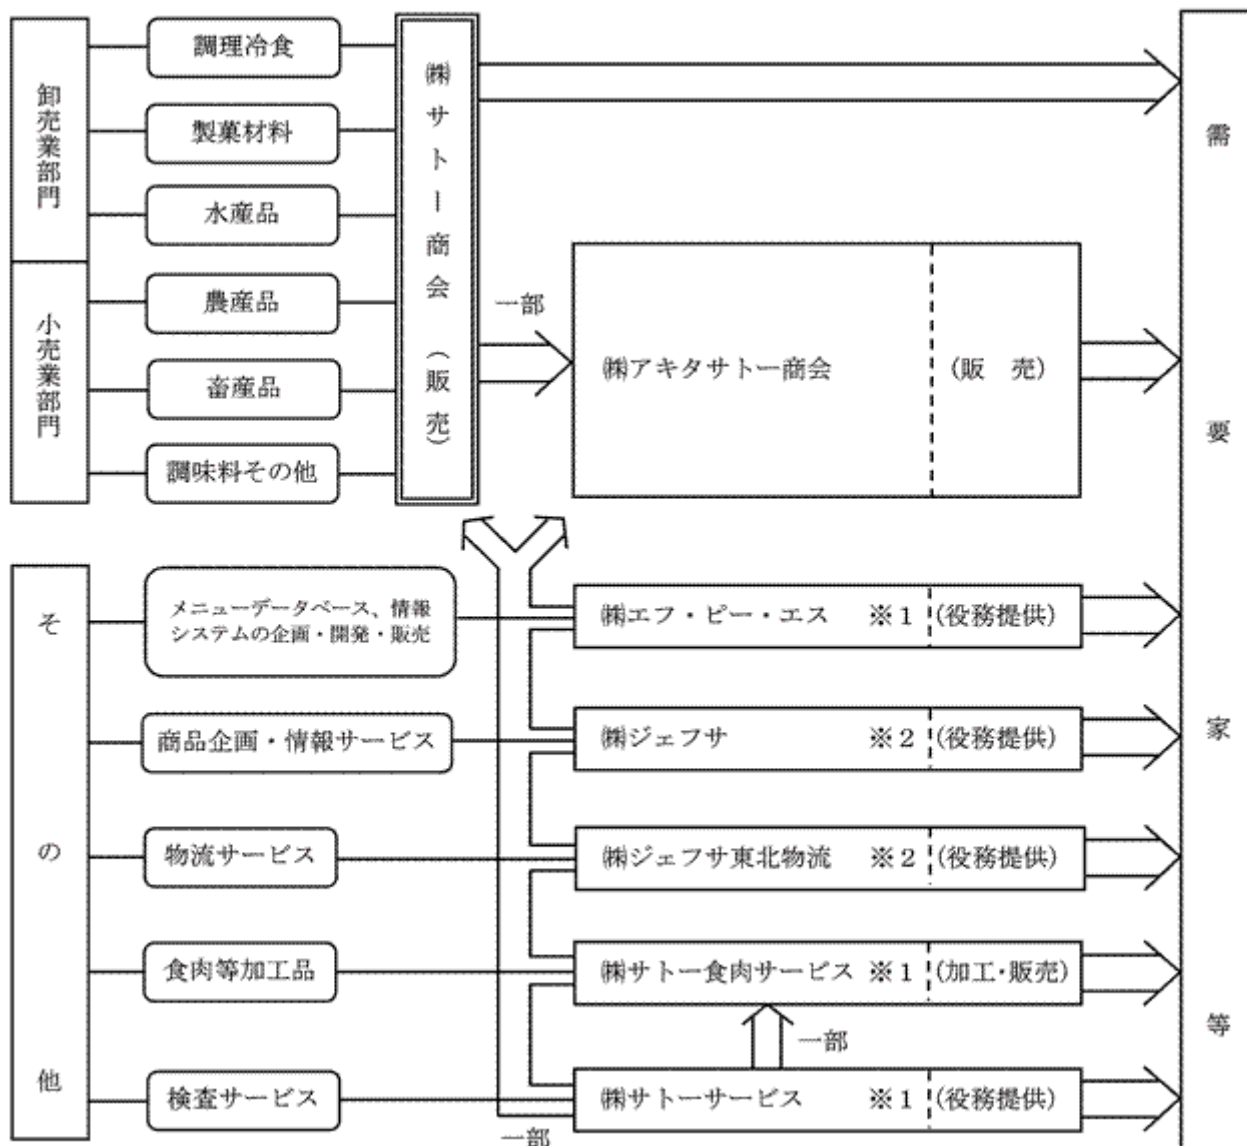 卸売業部門
小売業部門
調理冷食
製菓材料
水産品
農産品
畜産品
調味料その他
㈱サトー商会（販売）
一部
㈱アキタサトー商会
(販　売)
その他
メニューデータベース、情報
システムの企画・開発・販売
㈱エフ・ピー・エス　※１
(役務提供)
商品企画・情報サービス
㈱ジェフサ　※２
(役務提供)
物流サービス
㈱ジェフサ東北物流　※２
(役務提供)
食肉等加工品
㈱サトー食肉サービス　※１
(加工・販売)
一部
検査サービス
㈱サトーサービス　※１
(役務提供)
一部
需要家等